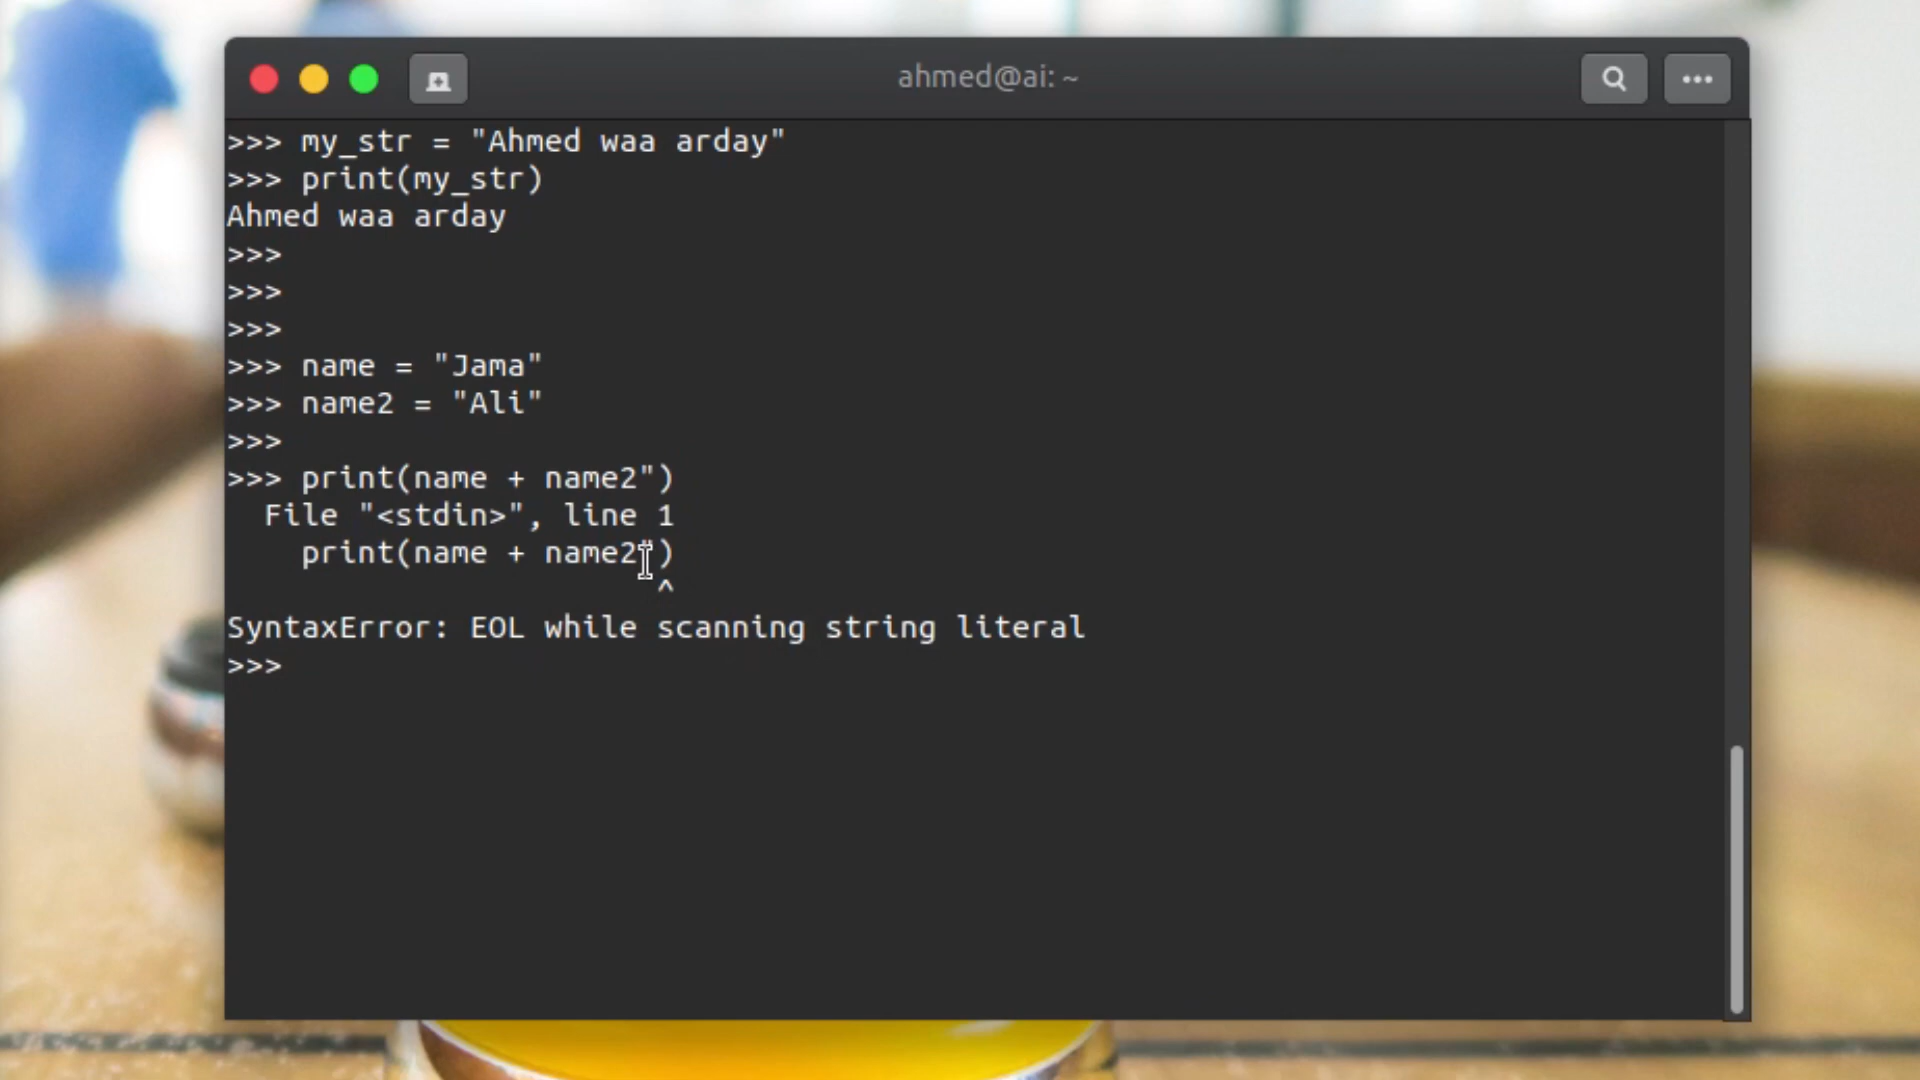 ahmed@ai: ~
>>> my_str = "Ahmed waa arday"
>>> print(my_str)
Ahmed waa arday
>>>
>>>
>>>
>>> name = "Jama"
>>> name2 = "Ali"
>>>
>>> print(name + name2")
  File "<stdin>", line 1
    print(name + name2")
                       ^
SyntaxError: EOL while scanning string literal
>>>